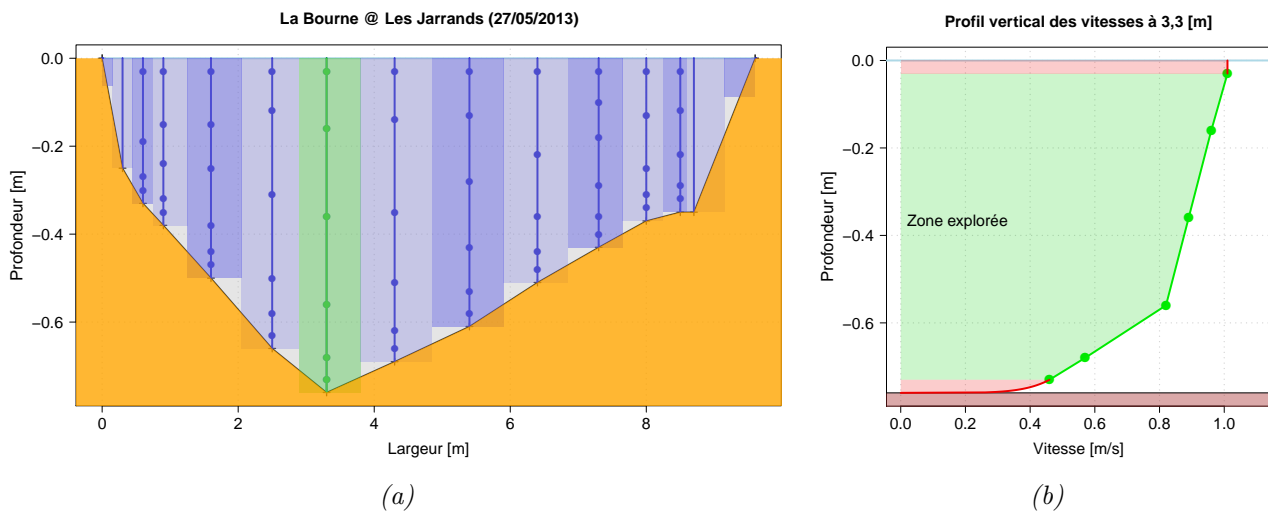 La Bourne @ Les Jarrands (27/05/2013)
0.0
−0.2
−0.4
−0.6
Profondeur [m]
0 2 4 6 8
Largeur [m]
(a)
Profil vertical des vitesses à 3,3 [m]
0.0
−0.2
−0.4
−0.6
Profondeur [m]
Zone explorée
0.0 0.2 0.4 0.6 0.8 1.0
Vitesse [m/s]
(b)